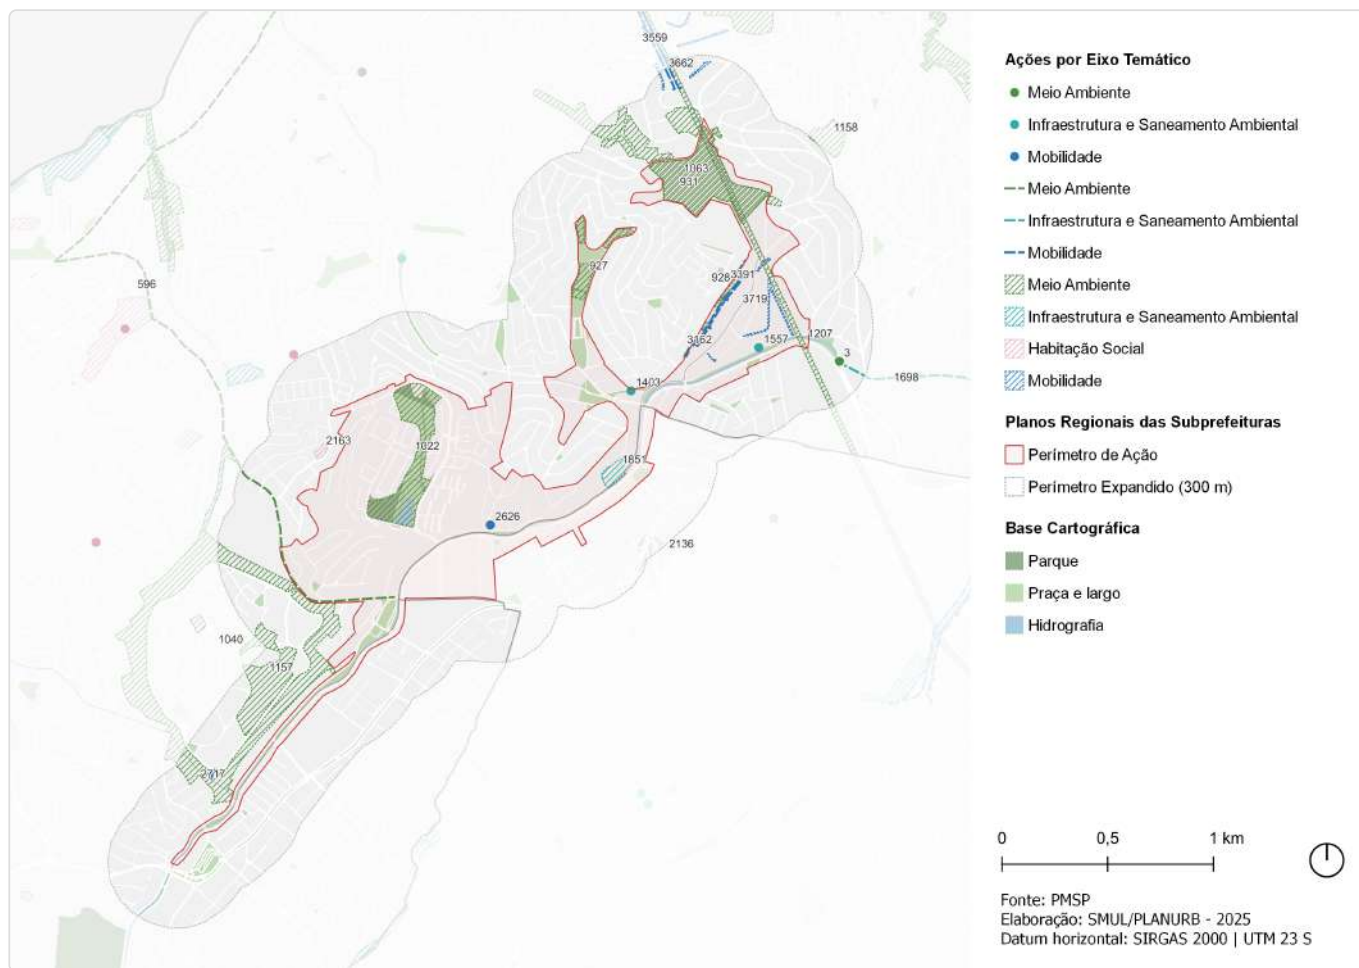 3559
3662
1158
1063
931
927
928
3391
3719
3362
1557
1207
3
1698
1403
596
2163
1022
1851
2626
2136
1040
1157
2717
Ações por Eixo Temático
Meio Ambiente
Infraestrutura e Saneamento Ambiental
Mobilidade
Meio Ambiente
Infraestrutura e Saneamento Ambiental
Mobilidade
Meio Ambiente
Infraestrutura e Saneamento Ambiental
Habitação Social
Mobilidade
Planos Regionais das Subprefeituras
Perímetro de Ação
Perímetro Expandido (300 m)
Base Cartográfica
Parque
Praça e largo
Hidrografia
0 0,5 1 km
Fonte: PMSP
Elaboração: SMUL/PLANURB - 2025
Datum horizontal: SIRGAS 2000 | UTM 23 S